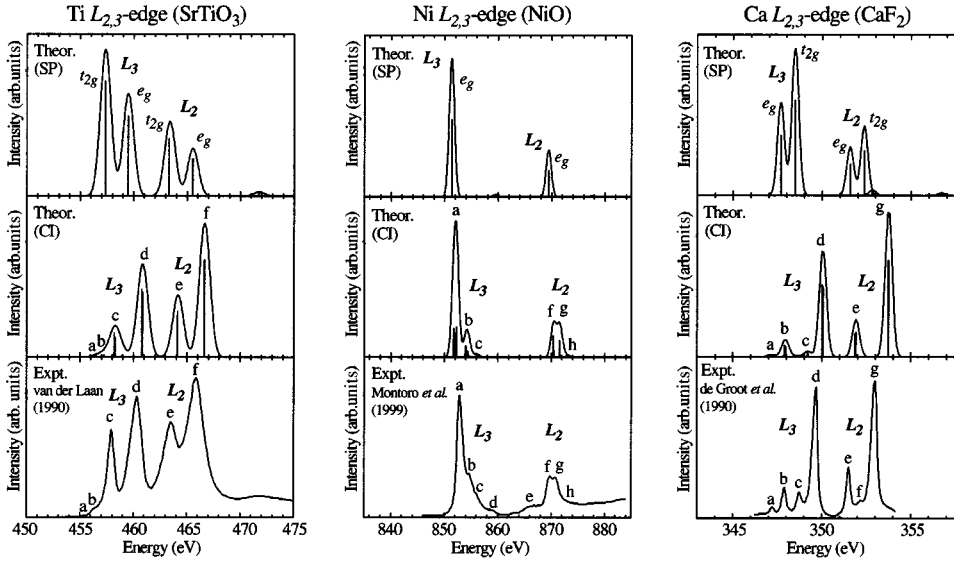 Ti L2,3-edge (SrTiO3)
Intensity (arb.units)
Theor.
(SP)
t2g
L3
eg
t2g
L2
eg
Intensity (arb.units)
Theor.
(CI)
a
b
c
L3
d
e
L2
f
Intensity (arb.units)
Expt.
van der Laan
(1990)
a
b
c
L3
d
e
L2
f
450 455 460 465 470 475
Energy (eV)
Ni L2,3-edge (NiO)
Intensity (arb.units)
Theor.
(SP)
L3
eg
L2
eg
Intensity (arb.units)
Theor.
(CI)
a
L3
b
c
L2
f g
h
Intensity (arb.units)
Expt.
Montoro et al.
(1999)
a
L3
b
c
d
e
L2
f g
h
840 850 860 870 880
Energy (eV)
Ca L2,3-edge (CaF2)
Intensity (arb.units)
Theor.
(SP)
L3
t2g
eg
L2
t2g
eg
Intensity (arb.units)
Theor.
(CI)
a
b
L3
c
d
e
L2
g
Intensity (arb.units)
Expt.
de Groot et al.
(1990)
a
b
L3
c
d
e
L2
f
g
345 350 355
Energy (eV)